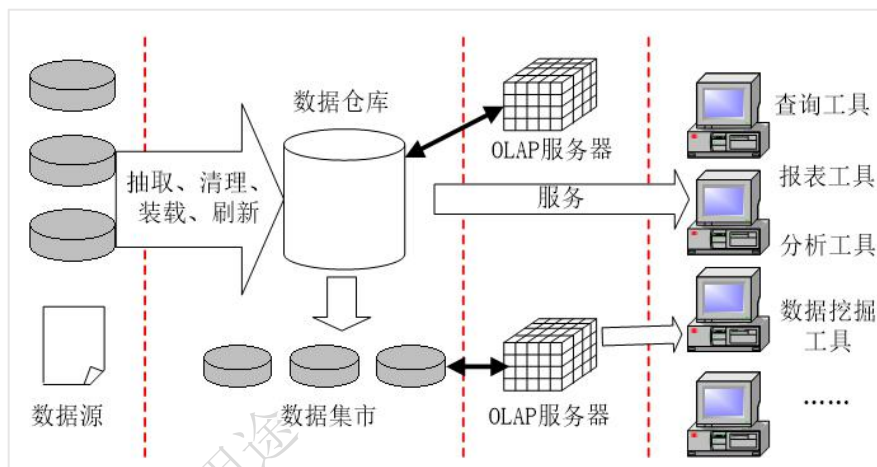 数据仓库
OLAP服务器
查询工具
抽取、清理、
装载、刷新
服务
报表工具
分析工具
数据挖掘
工具
数据源
数据集市
OLAP服务器
……
途